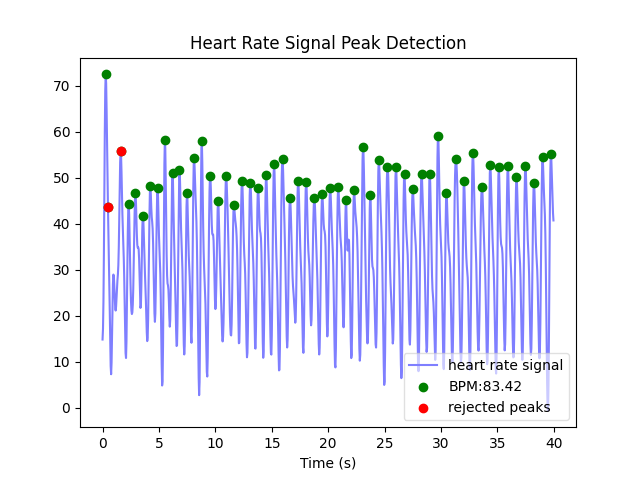 Heart Rate Signal Peak Detection
70
60
50
40
30
20
10
0
heart rate signal
BPM:83.42
rejected peaks
0 5 10 15 20 25 30 35 40
Time (s)